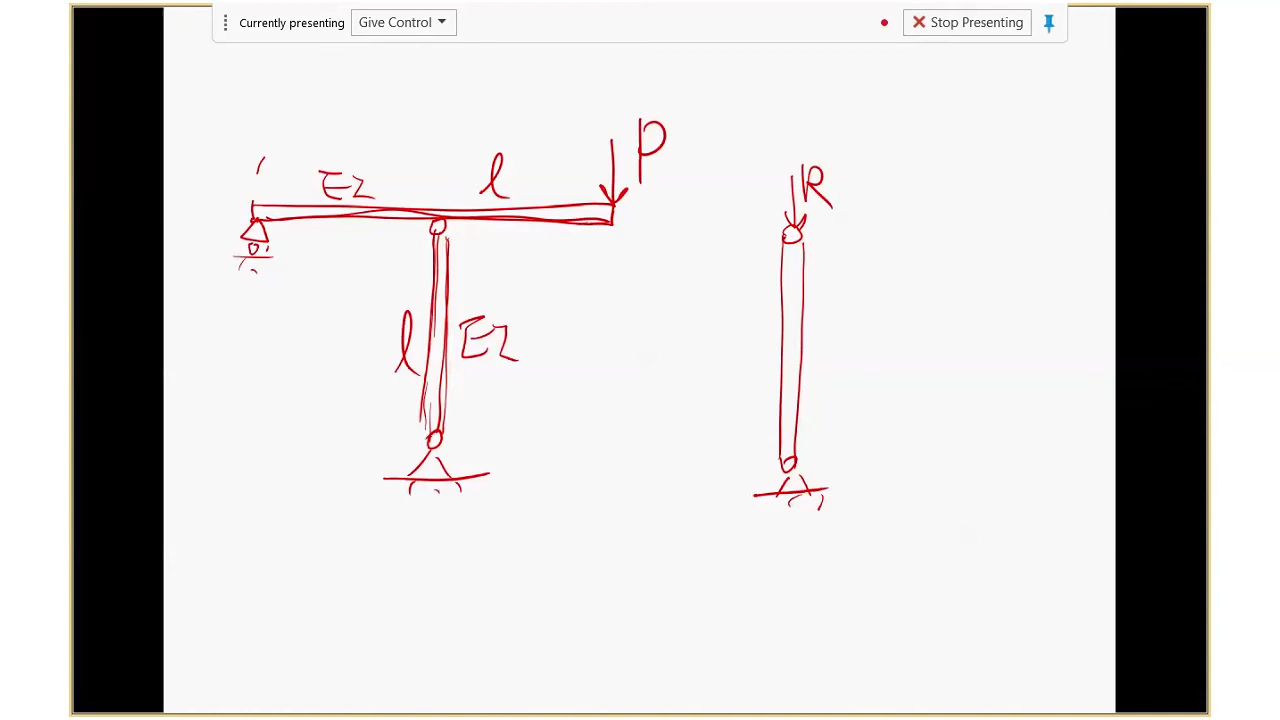 Currently presenting
Give Control
Stop Presenting
P
EI
l
R
l
EI